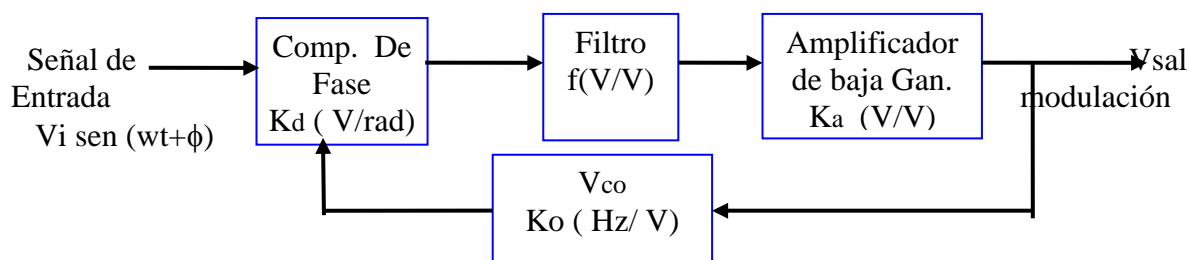 Señal de
Entrada
Vi sen (wt+ϕ)
Comp. De
Fase
Kd ( V/rad)
Filtro
f(V/V)
Amplificador
de baja Gan.
Ka (V/V)
Vsal
modulación
Vco
Ko ( Hz/ V)